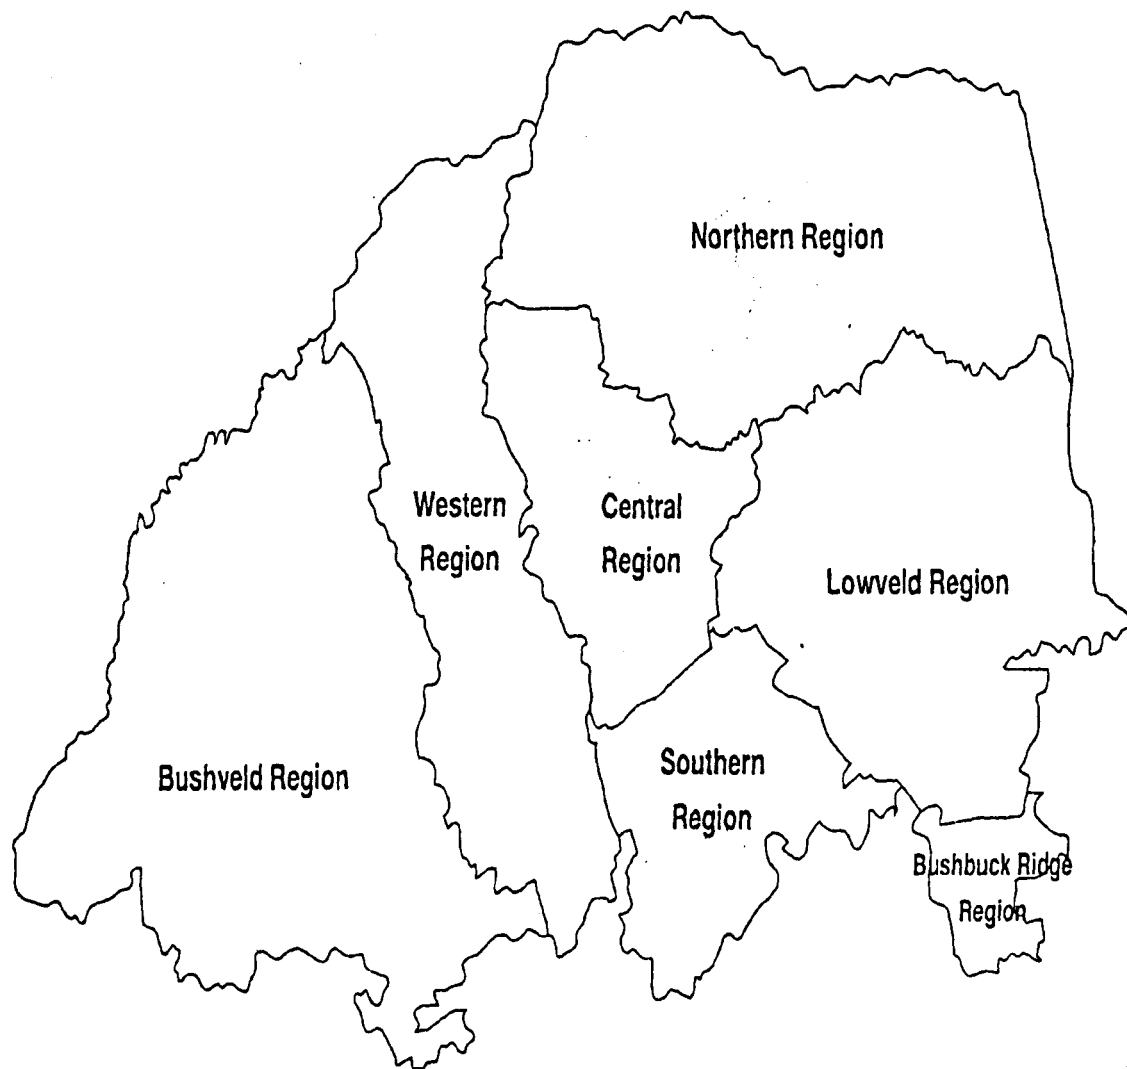 Northern Region
Western
Region
Central
Region
Lowveld Region
Bushveld Region
Southern
Region
Bushbuck Ridge
Region